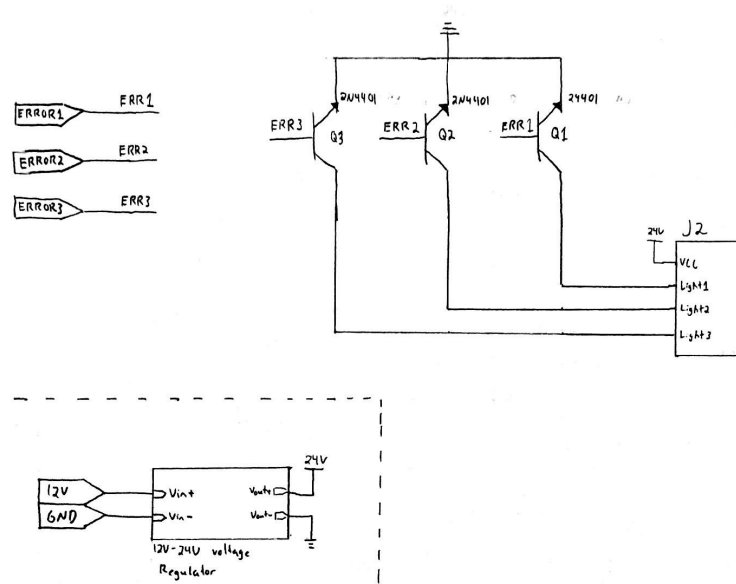 ERROR1
ERR1
ERROR2
ERR2
ERROR3
ERR3
2N4401
2N4401
24401
ERR3
Q3
ERR2
Q2
ERR1
Q1
24V
J2
VCC
Light1
Light2
Light3
12V
GND
Vin+
Vin-
Vout+
Vout-
24V
12V-24V voltage
Regulator